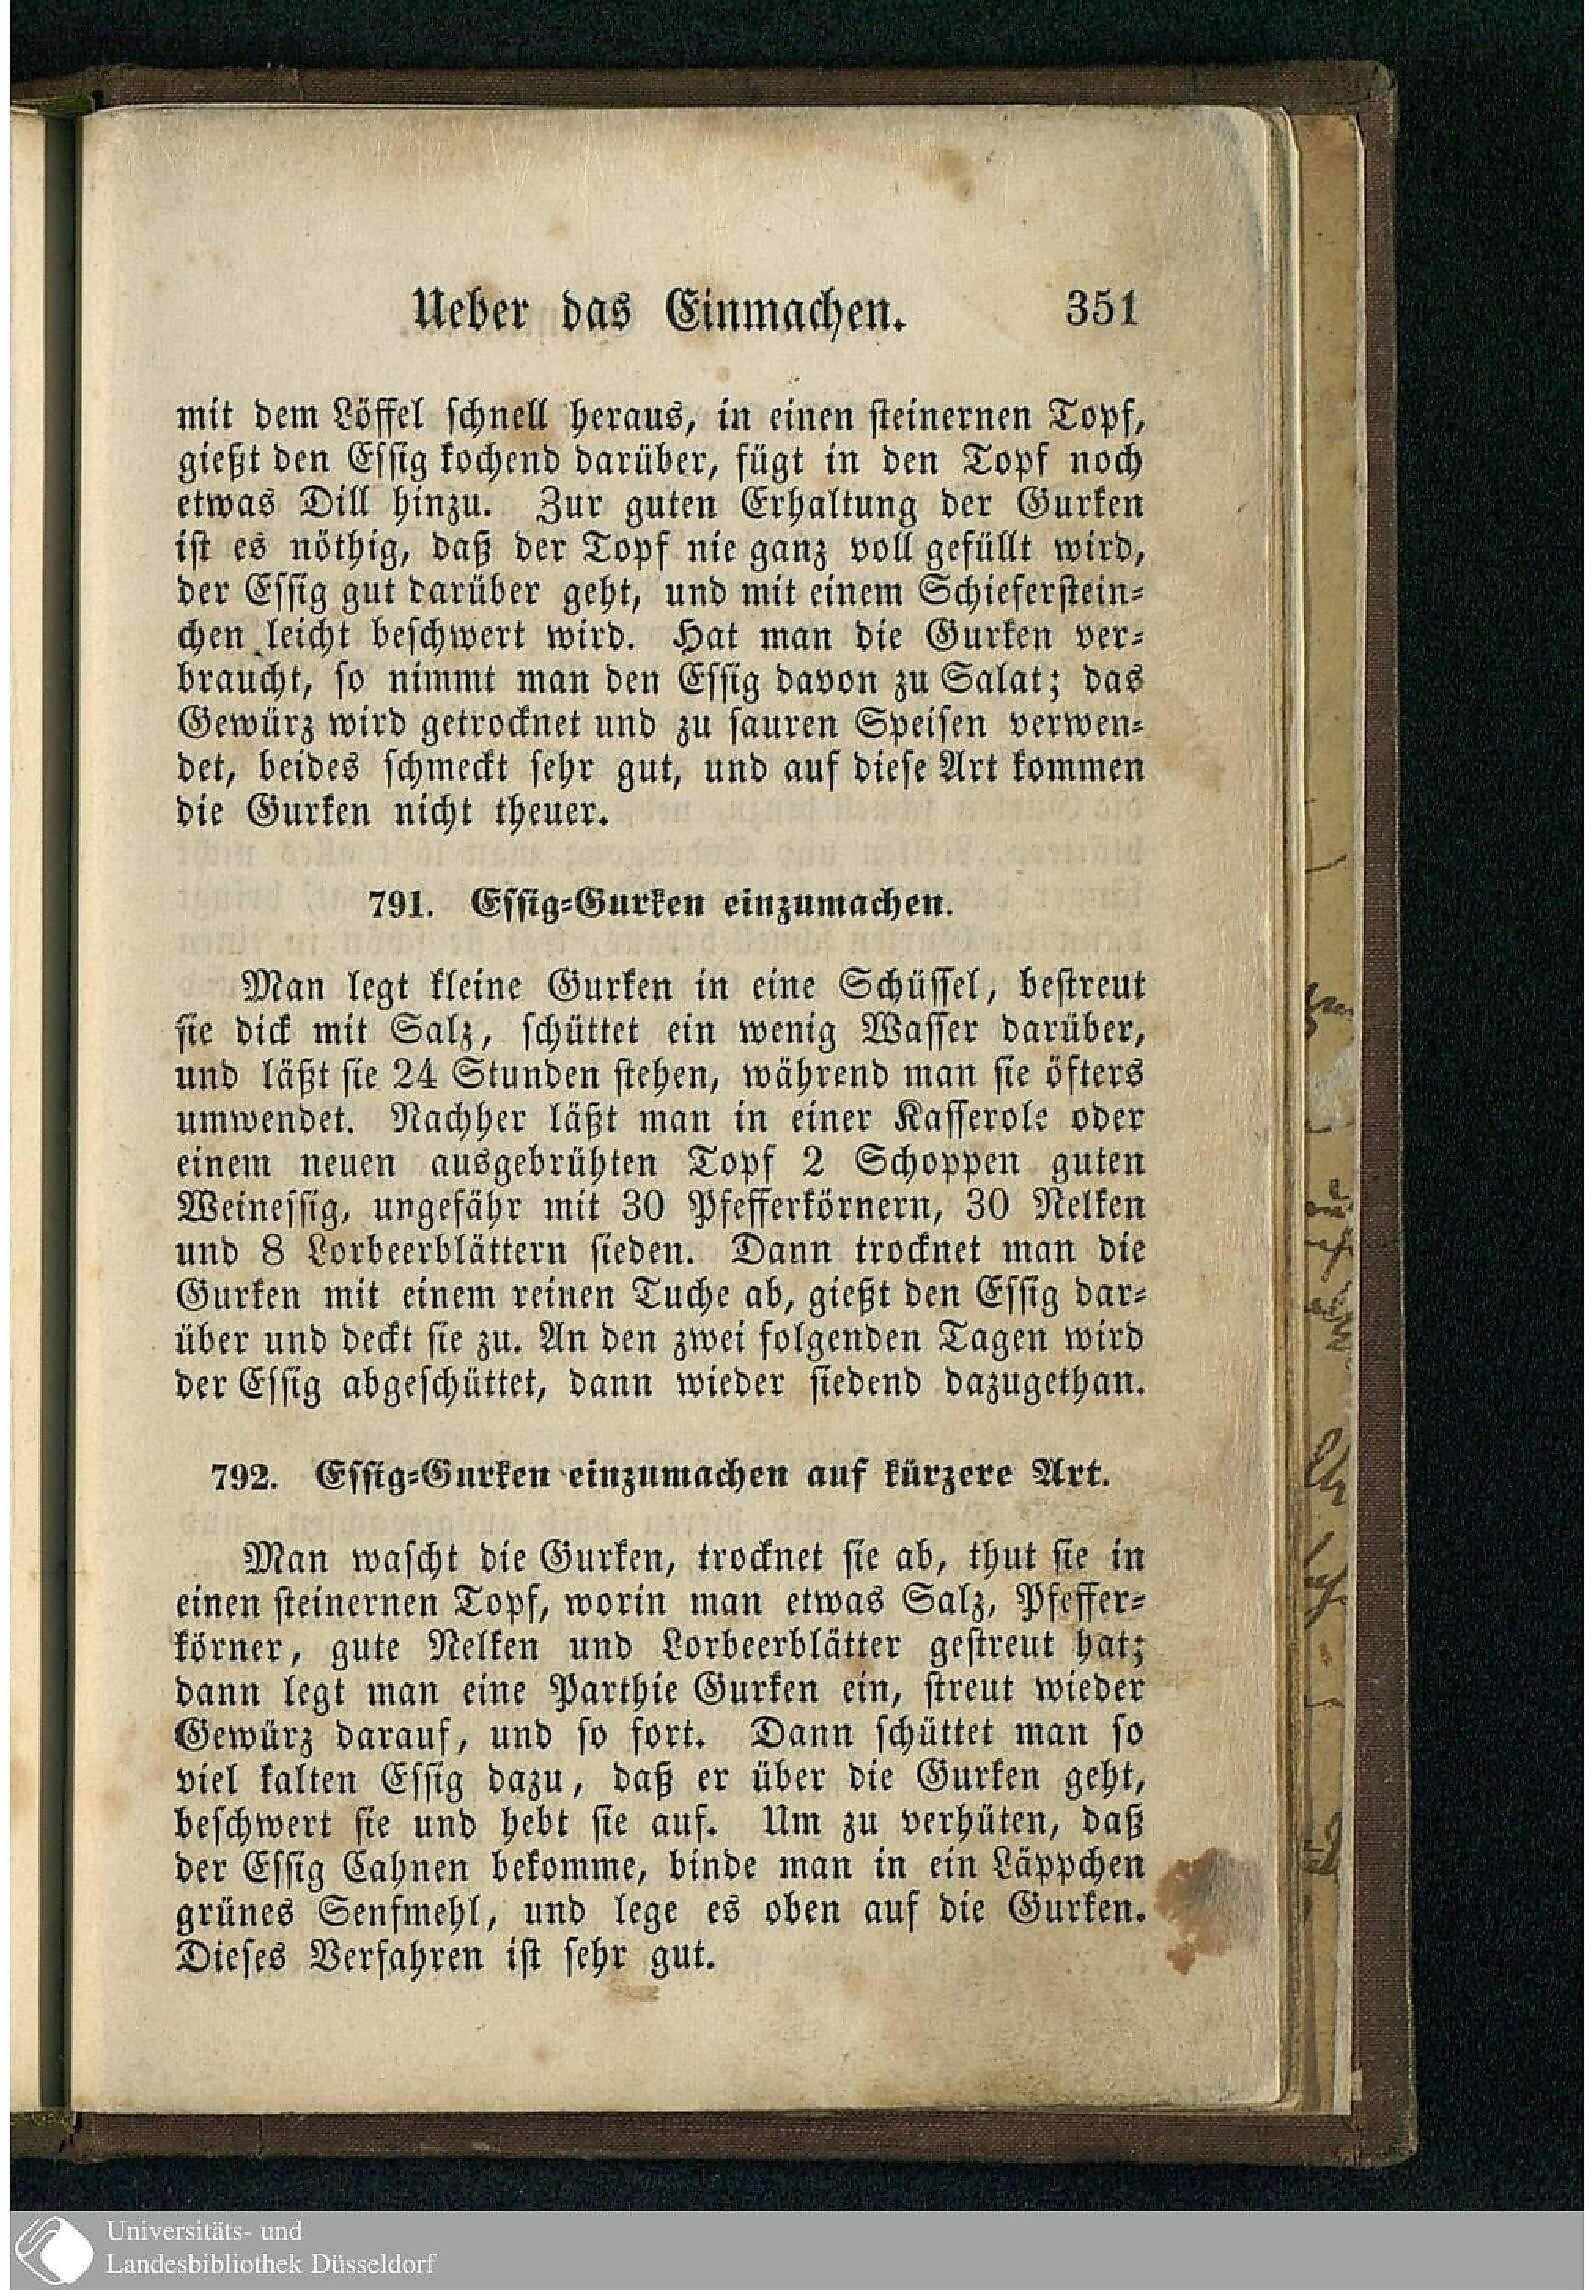 Ueber das Einmachen. 351
mit dem Löffel schnell heraus, in einen steinernen Topf,
gießt den Essig kochend darüber, fügt in den Topf noch
etwas Dill hinzu. Zur guten Erhaltung der Gurken
ist es nöthig, daß der Topf nie ganz voll gefüllt wird,
der Essig gut darüber geht, und mit einem Schieferstein-
chen leicht beschwert wird. Hat man die Gurken ver-
braucht, so nimmt man den Essig davon zu Salat; das
Gewürz wird getrocknet und zu sauren Speisen verwen-
det, beides schmeckt sehr gut, und auf diese Art kommen
die Gurken nicht theuer.
791. Essig-Gurken einzumachen.
Man legt kleine Gurken in eine Schüssel, bestreut
sie dick mit Salz, schüttet ein wenig Wasser darüber,
und läßt sie 24 Stunden stehen, während man sie öfters
umwendet. Nachher läßt man in einer Kasserole oder
einem neuen ausgebrühten Topf 2 Schoppen guten
Weinessig, ungefähr mit 30 Pfefferkörnern, 30 Nelken
und 8 Lorbeerblättern sieden. Dann trocknet man die
Gurken mit einem reinen Tuche ab, gießt den Essig dar-
über und deckt sie zu. An den zwei folgenden Tagen wird
der Essig abgeschüttet, dann wieder siedend dazugethan.
792. Essig-Gurken einzumachen auf kürzere Art.
Man wascht die Gurken, trocknet sie ab, thut sie in
einen steinernen Topf, worin man etwas Salz, Pfeffer-
körner, gute Nelken und Lorbeerblätter gestreut hat;
dann legt man eine Parthie Gurken ein, streut wieder
Gewürz darauf, und so fort. Dann schüttet man so
viel kalten Essig dazu, daß er über die Gurken geht,
beschwert sie und hebt sie auf. Um zu verhüten, daß
der Essig Cahnen bekomme, binde man in ein Läppchen
grünes Senfmehl, und lege es oben auf die Gurken.
Dieses Verfahren ist sehr gut.
Universitäts- und
Landesbibliothek Düsseldorf